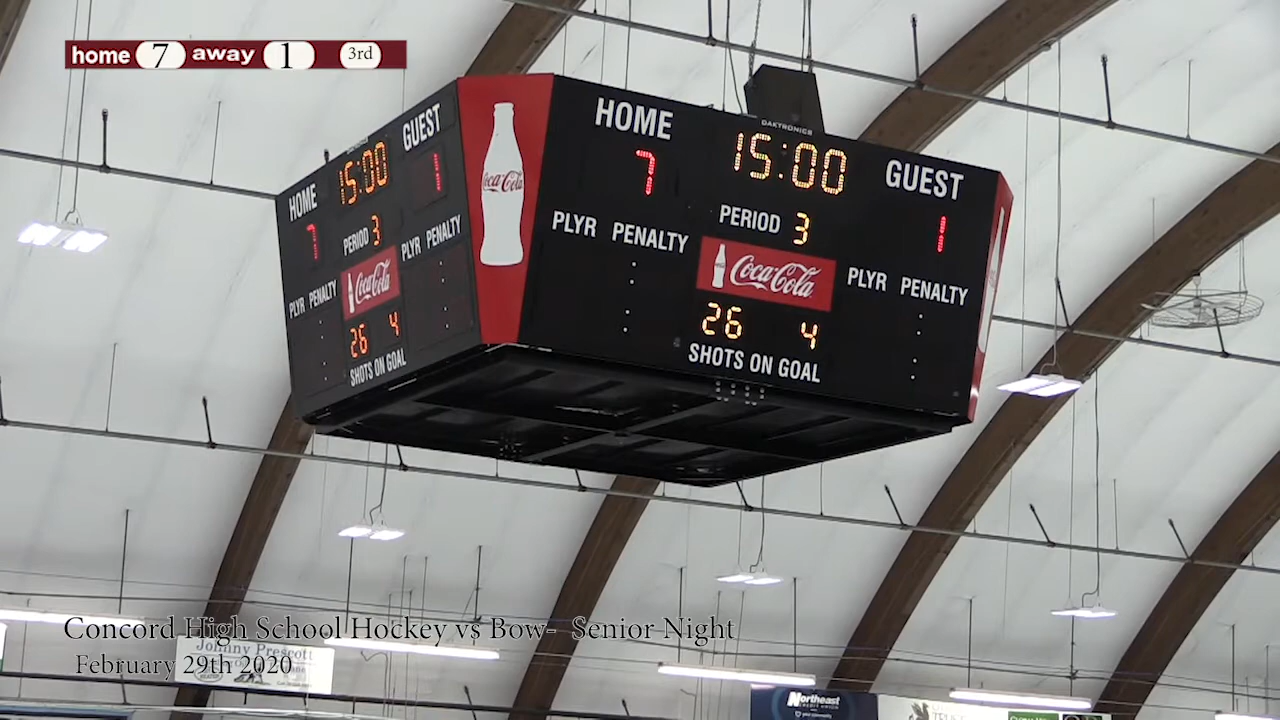 home 7 away 1 3rd
HOME 15:00 GUEST
7 1
PERIOD 3
PLYR PENALTY PLYR PENALTY
Coca-Cola
26 4
SHOTS ON GOAL
Coca-Cola
DAKTRONICS
HOME 15:00 GUEST
7 1
PERIOD 3
PLYR PENALTY PLYR PENALTY
Coca-Cola
26 4
SHOTS ON GOAL
Concord High School Hockey vs Bow- Senior Night
Johnny Prescott
February 29th 2020
Northeast